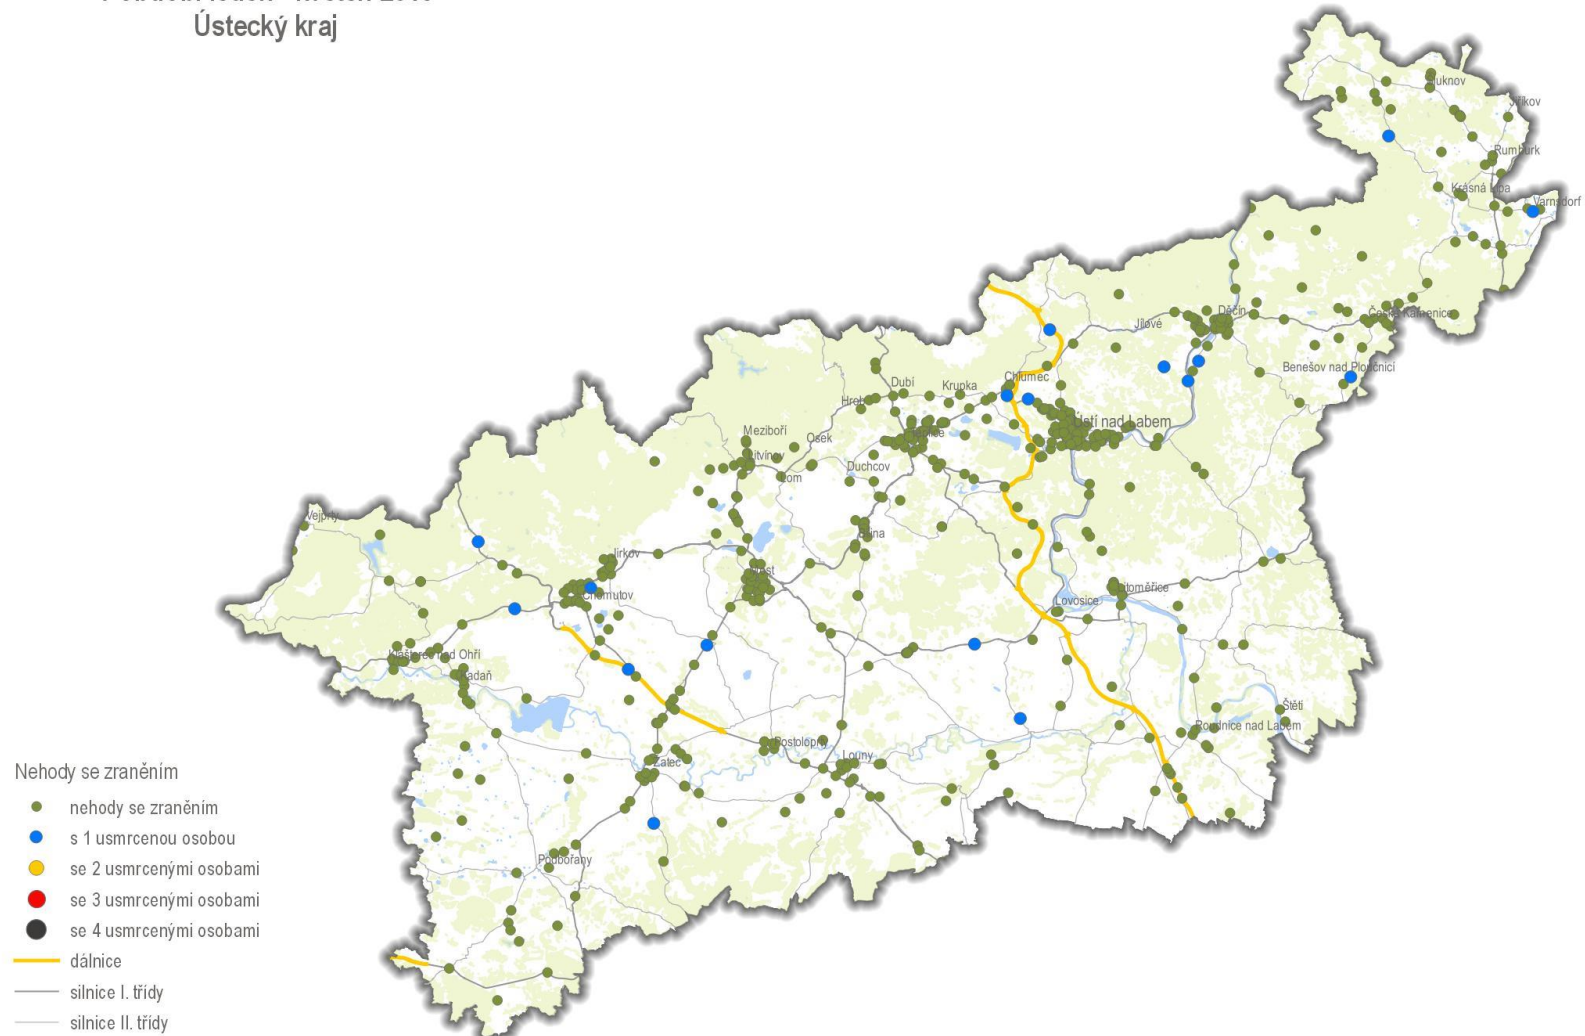 Ústecký kraj
Jiříkov
Rumburk
Krásná Lípa
Varnsdorf
Děčín
Jílové
Česká Kamenice
Benešov nad Ploučnicí
Chlumec
Dubí
Krupka
Hrob
Ústí nad Labem
Teplice
Meziboří
Osek
Litvínov
Lom
Duchcov
Bílina
Vejprty
Jirkov
Most
Chomutov
Litoměřice
Lovosice
Klášterec nad Ohří
Kadaň
Štětí
Roudnice nad Labem
Postoloprty
Louny
Žatec
Podbořany
Nehody se zraněním
nehody se zraněním
s 1 usmrcenou osobou
se 2 usmrcenými osobami
se 3 usmrcenými osobami
se 4 usmrcenými osobami
dálnice
silnice I. třídy
silnice II. třídy